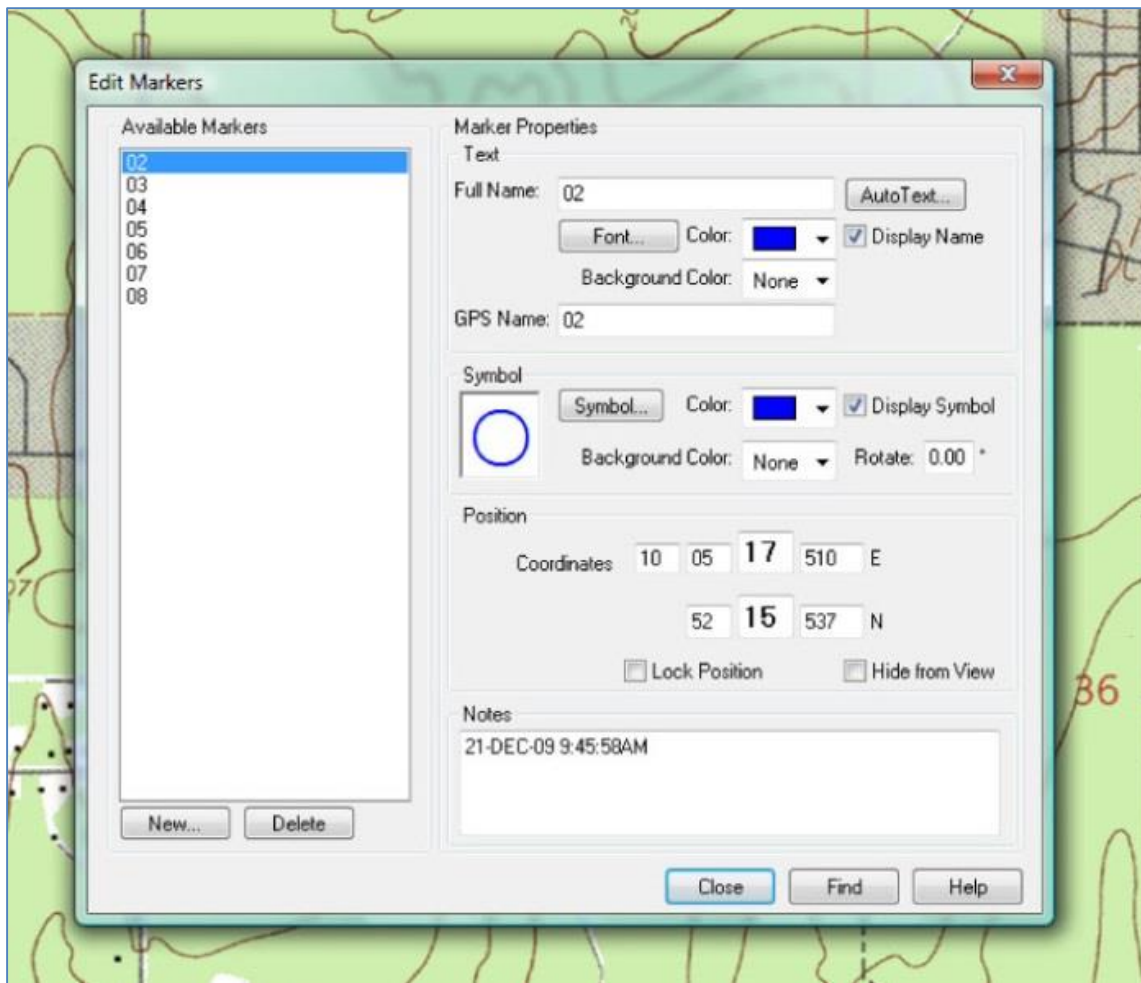 Edit Markers
Available Markers
02
03
04
05
06
07
08
New...
Delete
Marker Properties
Text
Full Name: 02 AutoText...
Font... Color: Display Name
Background Color: None
GPS Name: 02
Symbol
Symbol... Color: Display Symbol
Background Color: None Rotate: 0.00 °
Position
Coordinates 10 05 17 510 E
52 15 537 N
Lock Position Hide from View
Notes
21-DEC-09 9:45:58AM
Close Find Help
36